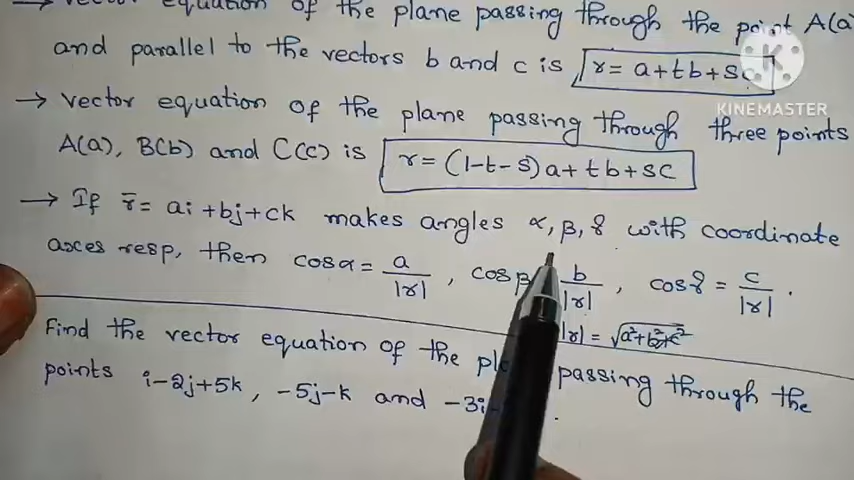 → vector equation of the plane passing through the point A(a)
and parallel to the vectors b and c is r = a+tb+sc
KINEMASTER
→ vector equation of the plane passing through three points
A(a), B(b) and C(c) is r = (1-t-s)a+tb+sc
→ If r̅ = ai+bj+ck makes angles α, β, γ with coordinate
axes resp, then cosα = a/|r| , cosβ b/|r| , cosγ = c/|r| .
|r| = √a²+b²+c²
Find the vector equation of the passing through the
points i-2j+5k, -5j-k and -3i .